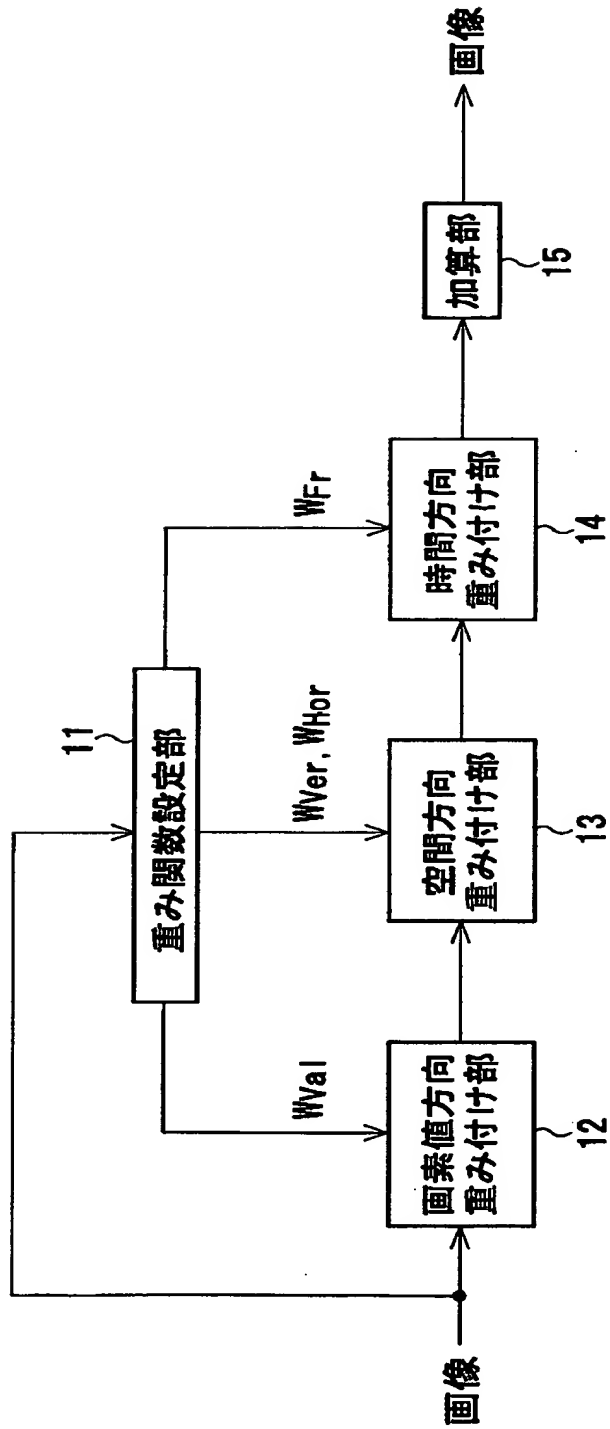 画像
11
重み関数設定部
WVal
WVer, WHor
WFr
画素値方向
重み付け部
12
空間方向
重み付け部
13
時間方向
重み付け部
14
加算部
15
画像